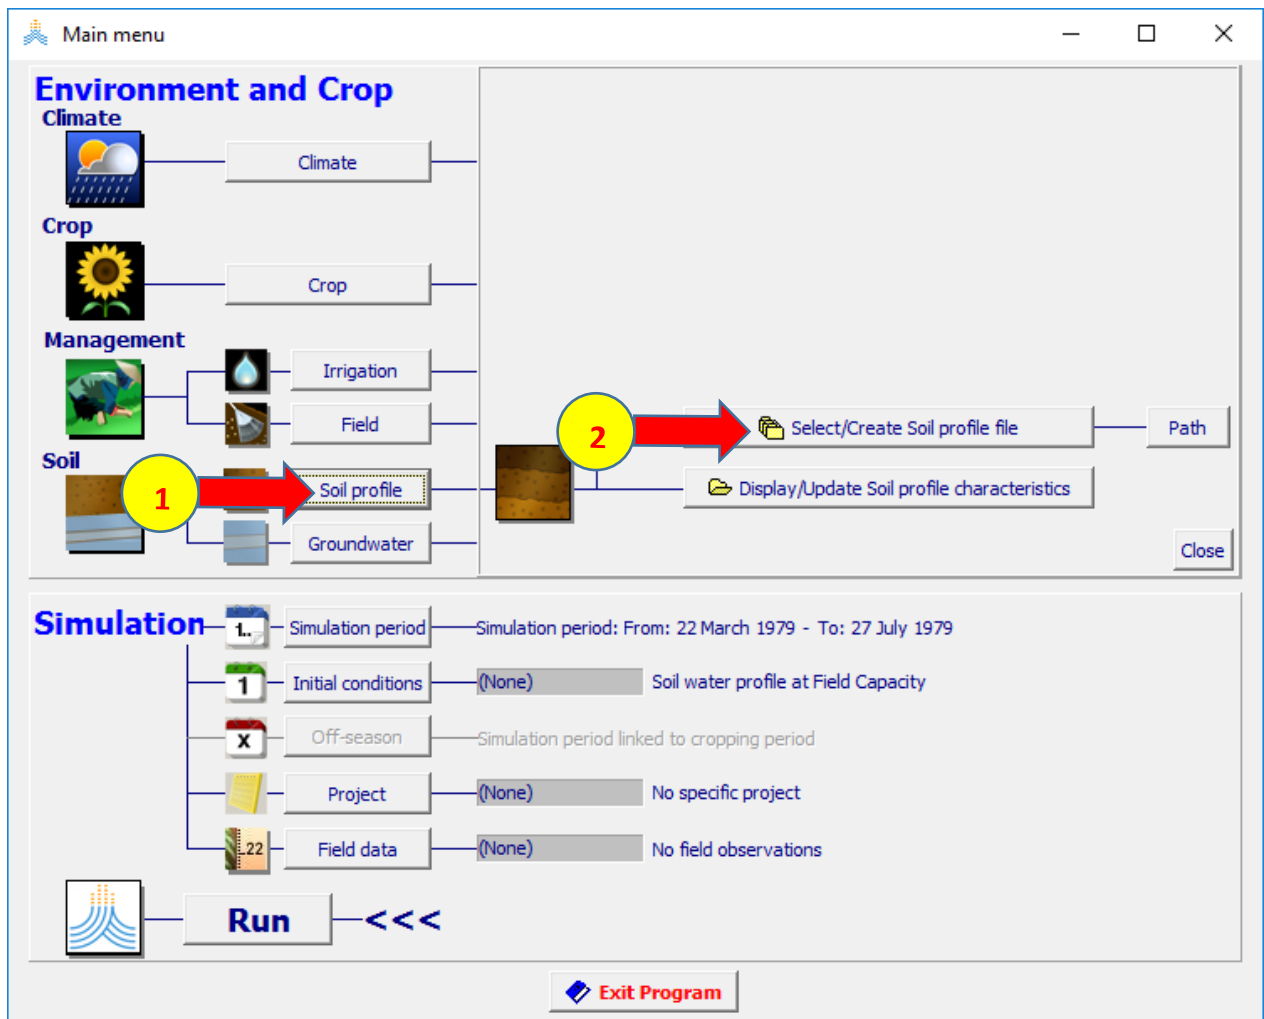 Main menu
Environment and Crop
Climate
Climate
Crop
Crop
Management
Irrigation
Field
Soil
1
Soil profile
Groundwater
2
Select/Create Soil profile file
Path
Display/Update Soil profile characteristics
Close
Simulation
1..
Simulation period
Simulation period: From: 22 March 1979 - To: 27 July 1979
1
Initial conditions
(None)
Soil water profile at Field Capacity
X
Off-season
Simulation period linked to cropping period
Project
(None)
No specific project
..22
Field data
(None)
No field observations
Run
<<<
Exit Program